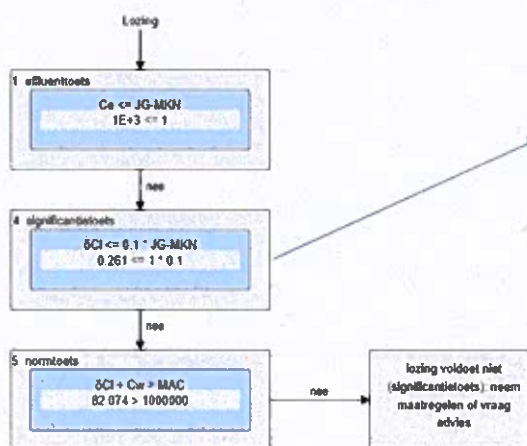 Lozing
1 effluenttoets
Ce <= JG-MKN
1E+3 <= 1
nee
4 significantietoets
δCl <= 0.1 * JG-MKN
0.261 <= 1 * 0.1
nee
5 normtoets
δCl + Cw > MAC
82.074 > 1000000
nee
lozing voldoet niet
(significantietoets): neem
maatregelen of vraag
advies